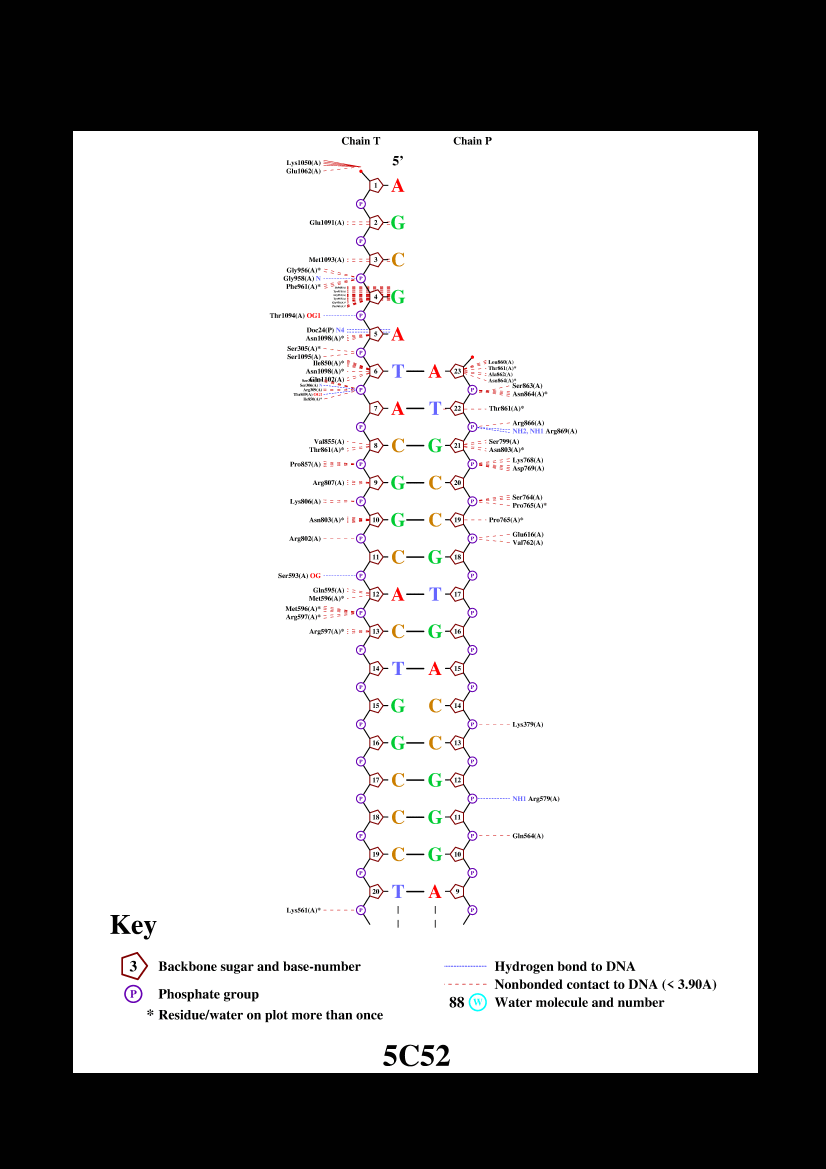 Chain T Chain P
5’
Lys1050(A)
Glu1062(A)
1 A
P
Glu1091(A) 2 G
P
Met1093(A) 3 C
Gly956(A)*
Gly958(A) N P
Phe961(A)*
4 G
Thr1094(A) OG1 P
Doc24(P) N4
5 A
Asn1098(A)*
Ser305(A)* P
Ser1095(A)
Ile850(A)*
Asn1098(A)* 6 T A 23
Gln1102(A)
Leu860(A)
Thr861(A)*
Ala862(A)
Asn864(A)*
Arg309(A)
Ile850(A)*
P P Ser863(A)
Asn864(A)*
7 A T 22 Thr861(A)*
P P Arg866(A)
NH2, NH1 Arg869(A)
Val855(A) 8 C G 21 Ser799(A)
Thr861(A)* Asn803(A)*
Pro857(A) P P Lys768(A)
Asp769(A)
Arg807(A) 9 G C 20
Lys806(A) P P Ser764(A)
Pro765(A)*
Asn803(A)* 10 G C 19 Pro765(A)*
Arg802(A) P P Glu616(A)
Val762(A)
11 C G 18
Ser593(A) OG P P
Gln595(A) 12 A T 17
Met596(A)*
Met596(A)* P P
Arg597(A)*
Arg597(A)* 13 C G 16
P P
14 T A 15
P P
15 G C 14
P P Lys379(A)
16 G C 13
P P
17 C G 12
P P NH1 Arg579(A)
18 C G 11
P P Gln564(A)
19 C G 10
P P
20 T A 9
Lys561(A)* P P
Key
3 Backbone sugar and base-number
P Phosphate group
* Residue/water on plot more than once
Hydrogen bond to DNA
Nonbonded contact to DNA (< 3.90A)
88 W Water molecule and number
5C52